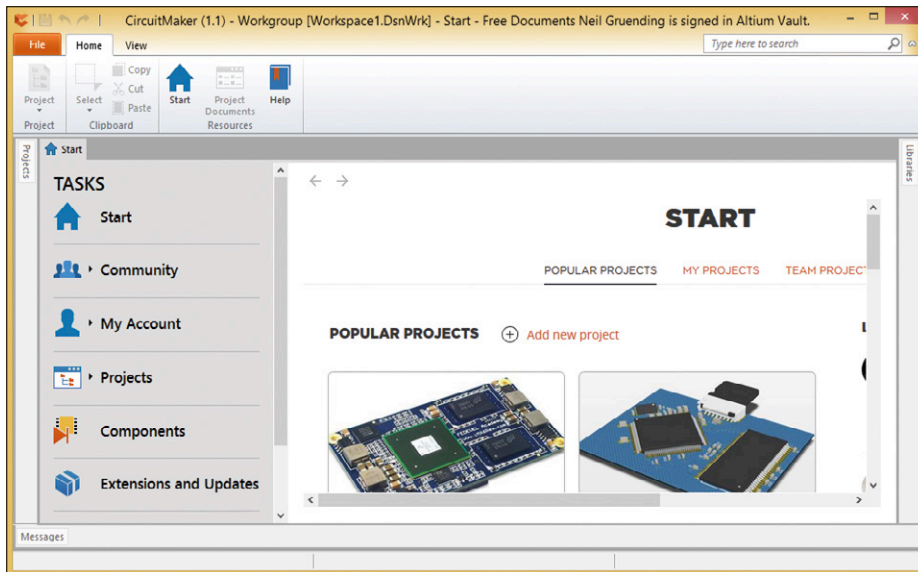 CircuitMaker (1.1) - Workgroup [Workspace1.DsnWrk] - Start - Free Documents Neil Gruending is signed in Altium Vault.
File Home View Type here to search
Project Select Copy Cut Paste Start Project Documents Help
Project Clipboard Resources
Projects
Start
Libraries
TASKS
Start
Community
My Account
Projects
Components
Extensions and Updates
START
POPULAR PROJECTS MY PROJECTS TEAM PROJEC
POPULAR PROJECTS Add new project
L
Messages